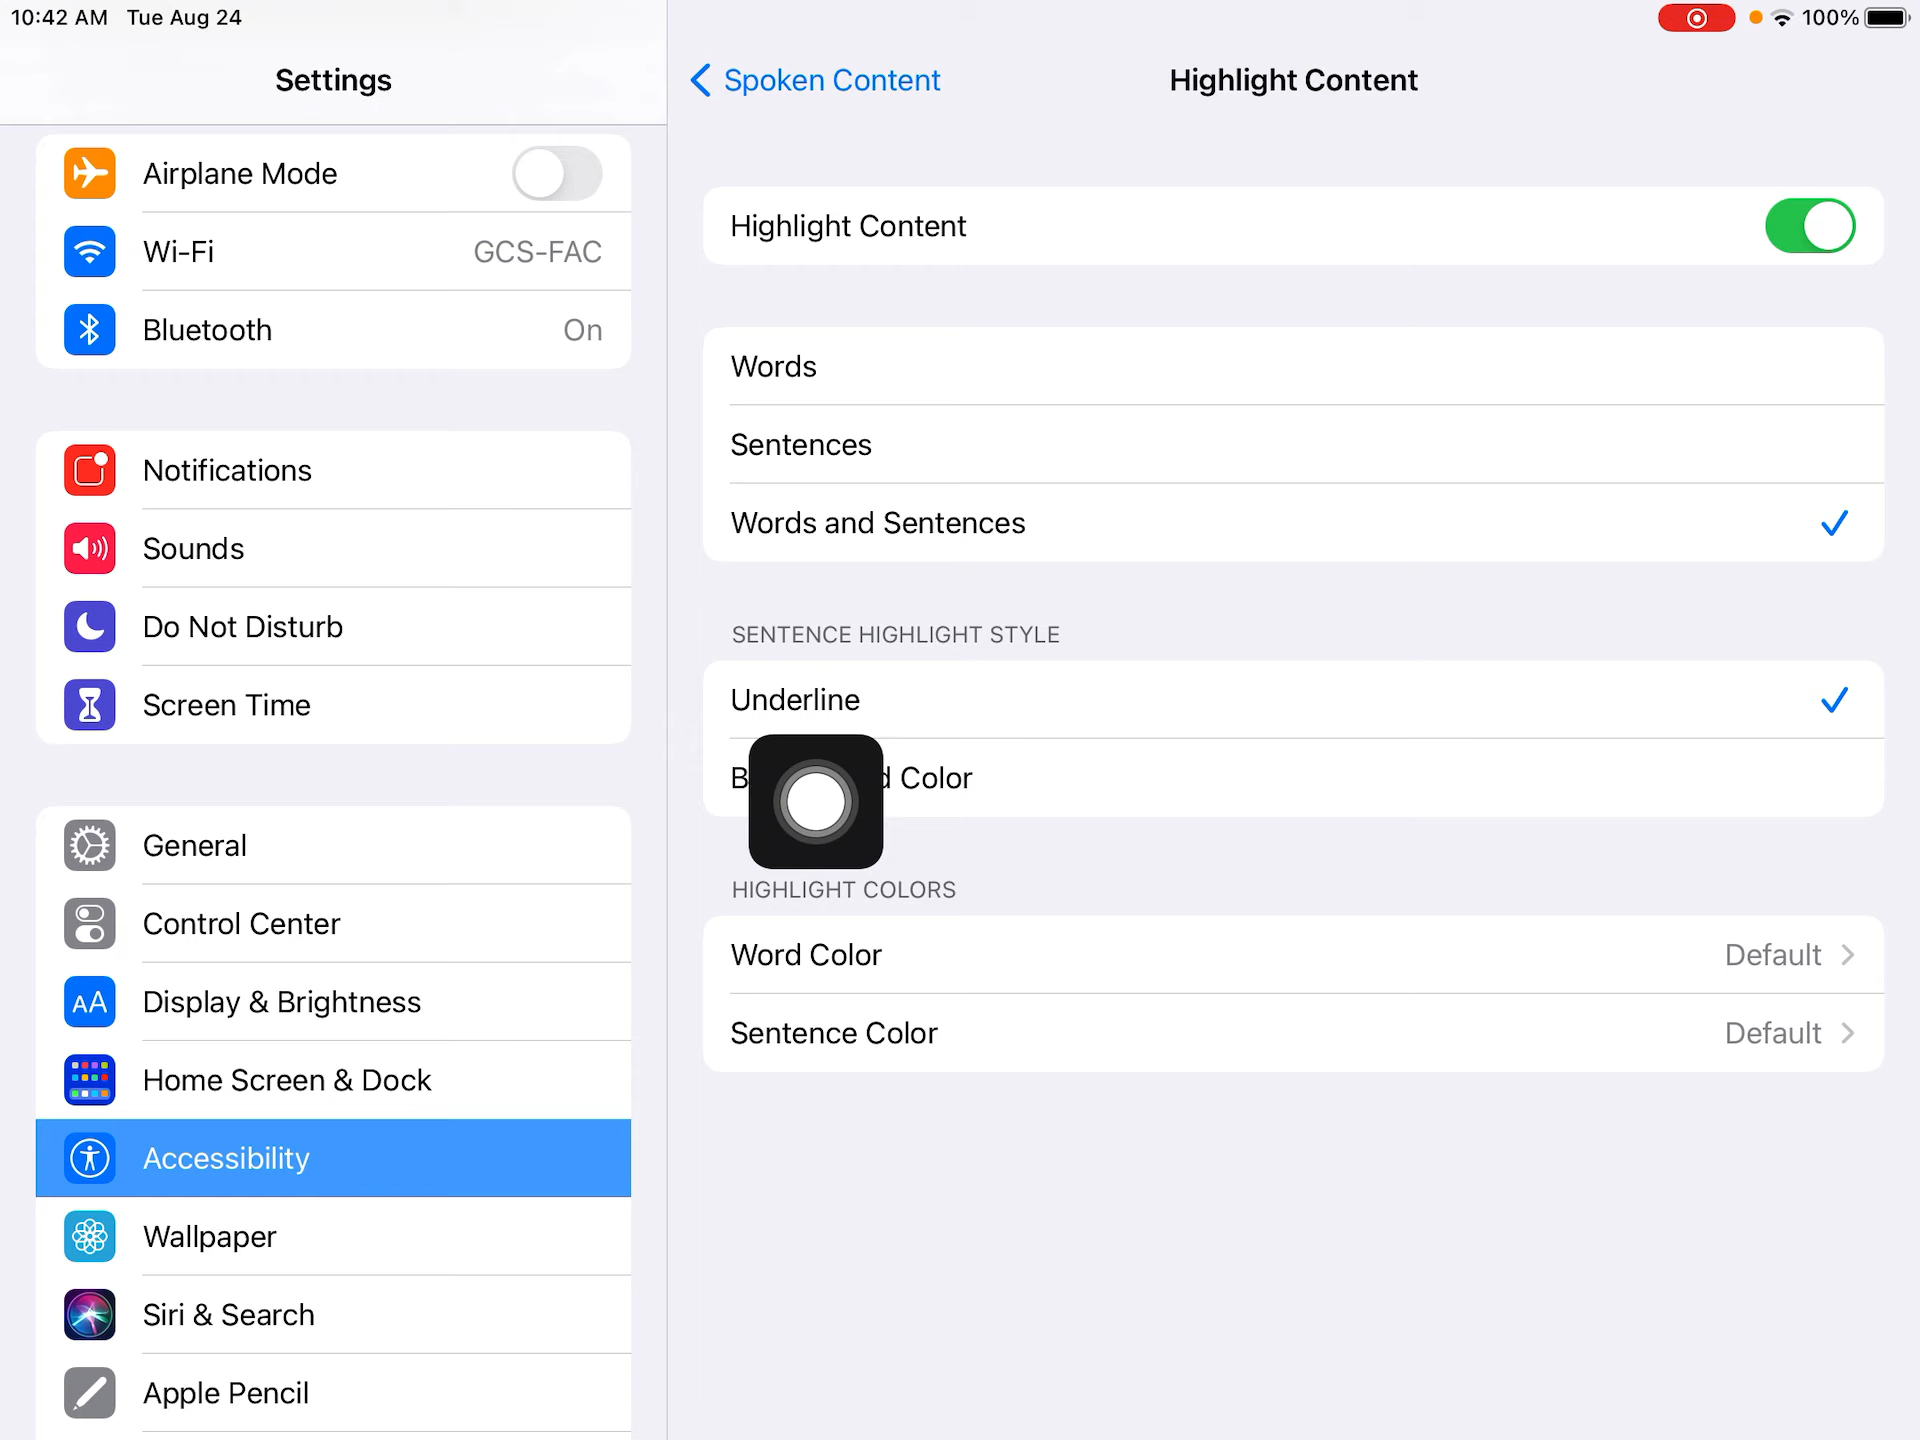 10:42 AM Tue Aug 24
100%
Settings
Airplane Mode
Wi-Fi GCS-FAC
Bluetooth On
Notifications
Sounds
Do Not Disturb
Screen Time
General
Control Center
AA Display & Brightness
Home Screen & Dock
Accessibility
Wallpaper
Siri & Search
Apple Pencil
Spoken Content
Highlight Content
Highlight Content
Words
Sentences
Words and Sentences
SENTENCE HIGHLIGHT STYLE
Underline
Color
HIGHLIGHT COLORS
Word Color Default
Sentence Color Default